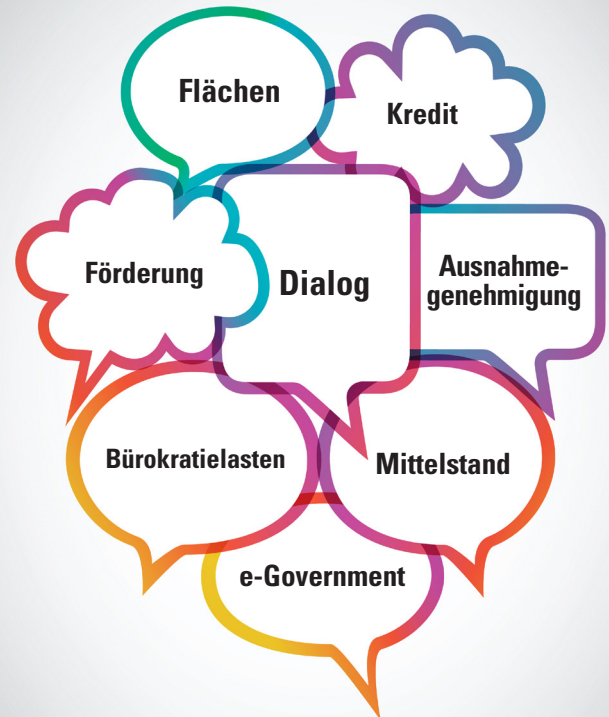 Flächen
Kredit
Förderung
Dialog
Ausnahme-
genehmigung
Bürokratielasten
Mittelstand
e-Government